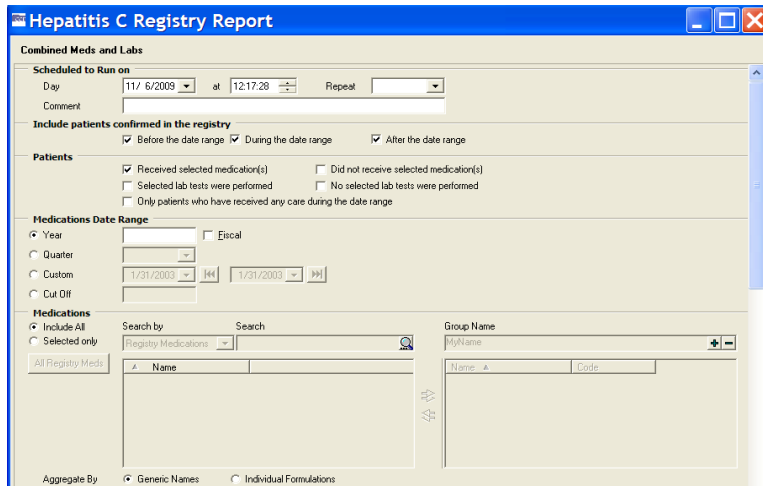 Hepatitis C Registry Report
Combined Meds and Labs
Scheduled to Run on
Day 11/ 6/2009 at 12:17:28 Repeat
Comment
Include patients confirmed in the registry
Before the date range During the date range After the date range
Patients
Received selected medication(s) Did not receive selected medication(s)
Selected lab tests were performed No selected lab tests were performed
Only patients who have received any care during the date range
Medications Date Range
Year Fiscal
Quarter
Custom 1/31/2003 1/31/2003
Cut Off
Medications
Include All Search by Search Group Name
Selected only Registry Medications MyName
All Registry Meds Name Name Code
Aggregate By Generic Names Individual Formulations